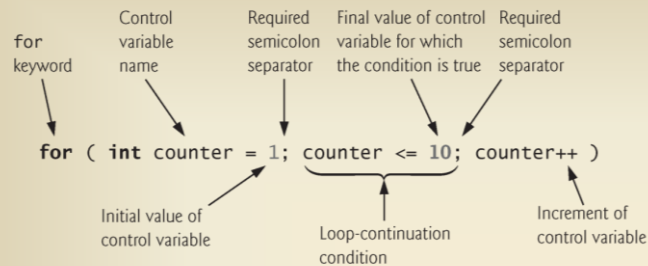 for
keyword
Control
variable
name
Required
semicolon
separator
Final value of control
variable for which
the condition is true
Required
semicolon
separator
for ( int counter = 1; counter <= 10; counter++ )
Initial value of
control variable
Loop-continuation
condition
Increment of
control variable